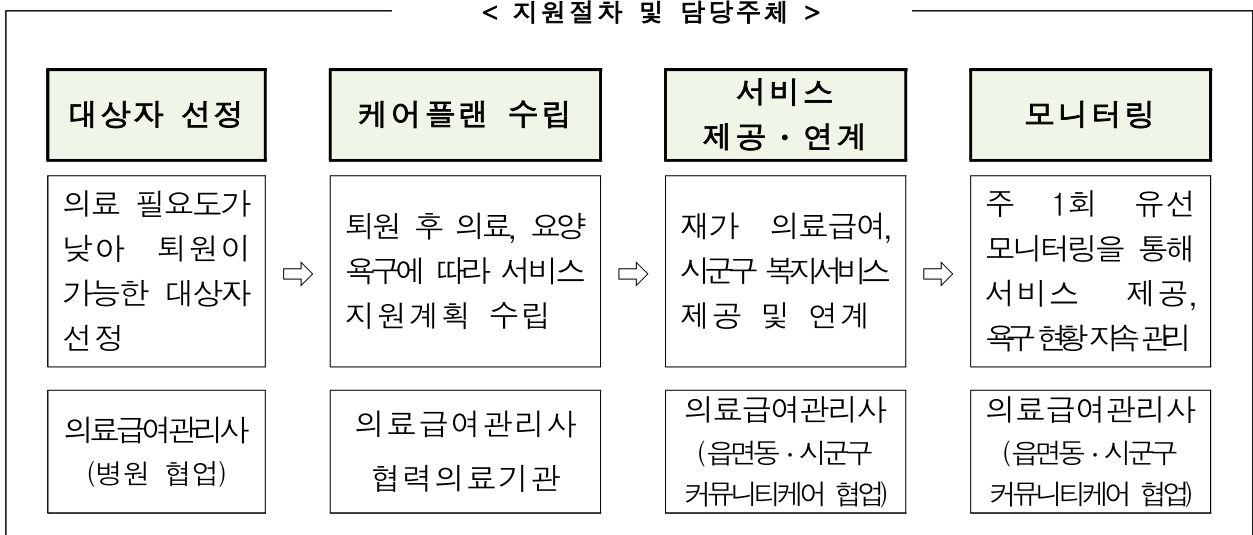 < 지원절차 및 담당주체 >
대상자 선정
케어플랜 수립
서비스
제공·연계
모니터링
의료 필요도가
낮아 퇴원이
가능한 대상자
선정
⇨
퇴원 후 의료, 요양
욕구에 따라 서비스
지원계획 수립
⇨
재가 의료급여,
시군구 복지서비스
제공 및 연계
⇨
주 1회 유선
모니터링을 통해
서비스 제공,
욕구 현황 지속 관리
의료급여관리사
(병원 협업)
의료급여관리사
협력의료기관
의료급여관리사
(읍면동·시군구
커뮤니티케어 협업)
의료급여관리사
(읍면동·시군구
커뮤니티케어 협업)